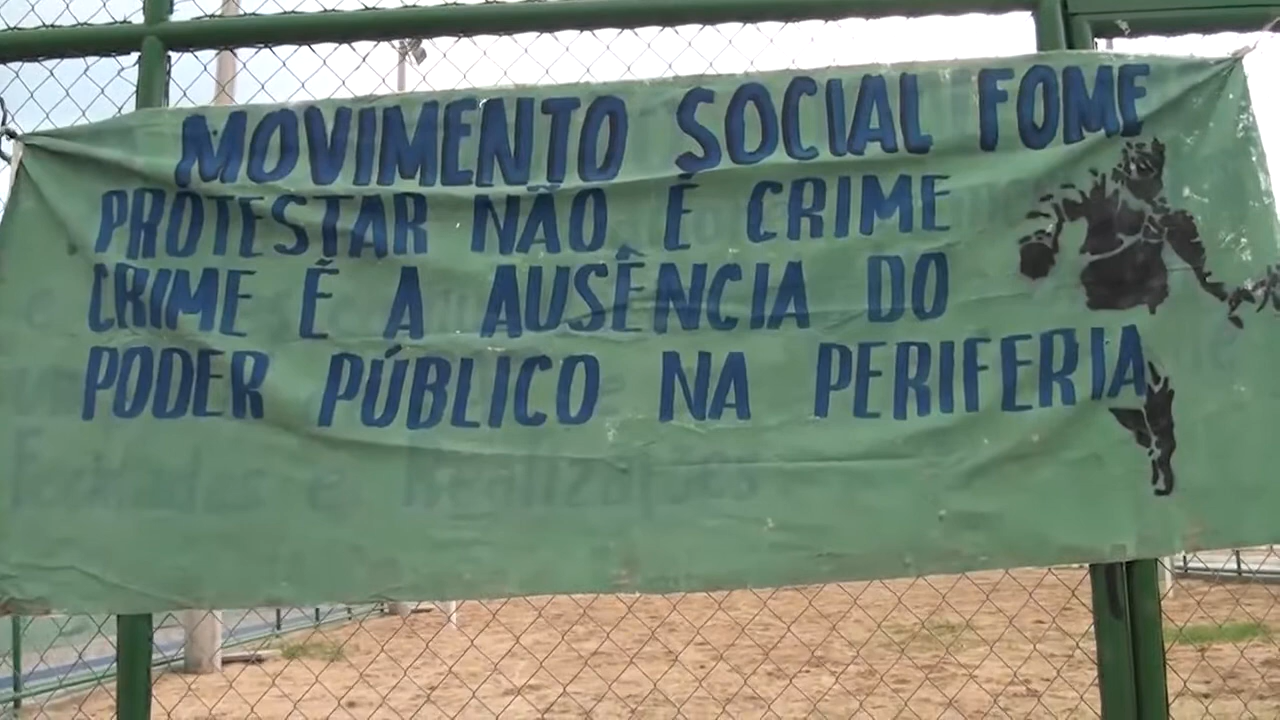 MOVIMENTO SOCIAL FOME
PROTESTAR NÃO É CRIME
CRIME É A AUSÊNCIA DO
PODER PÚBLICO NA PERIFERIA